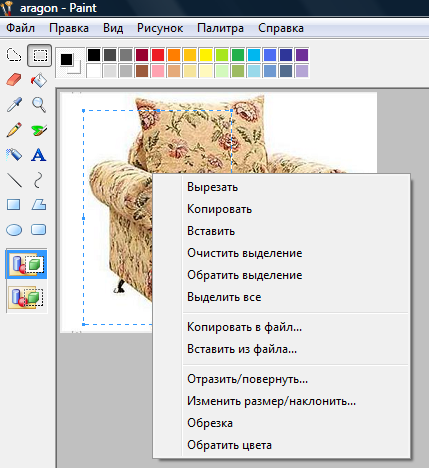 aragon - Paint
Файл Правка Вид Рисунок Палитра Справка
A
Вырезать
Копировать
Вставить
Очистить выделение
Обратить выделение
Выделить все
Копировать в файл...
Вставить из файла...
Отразить/повернуть...
Изменить размер/наклонить...
Обрезка
Обратить цвета